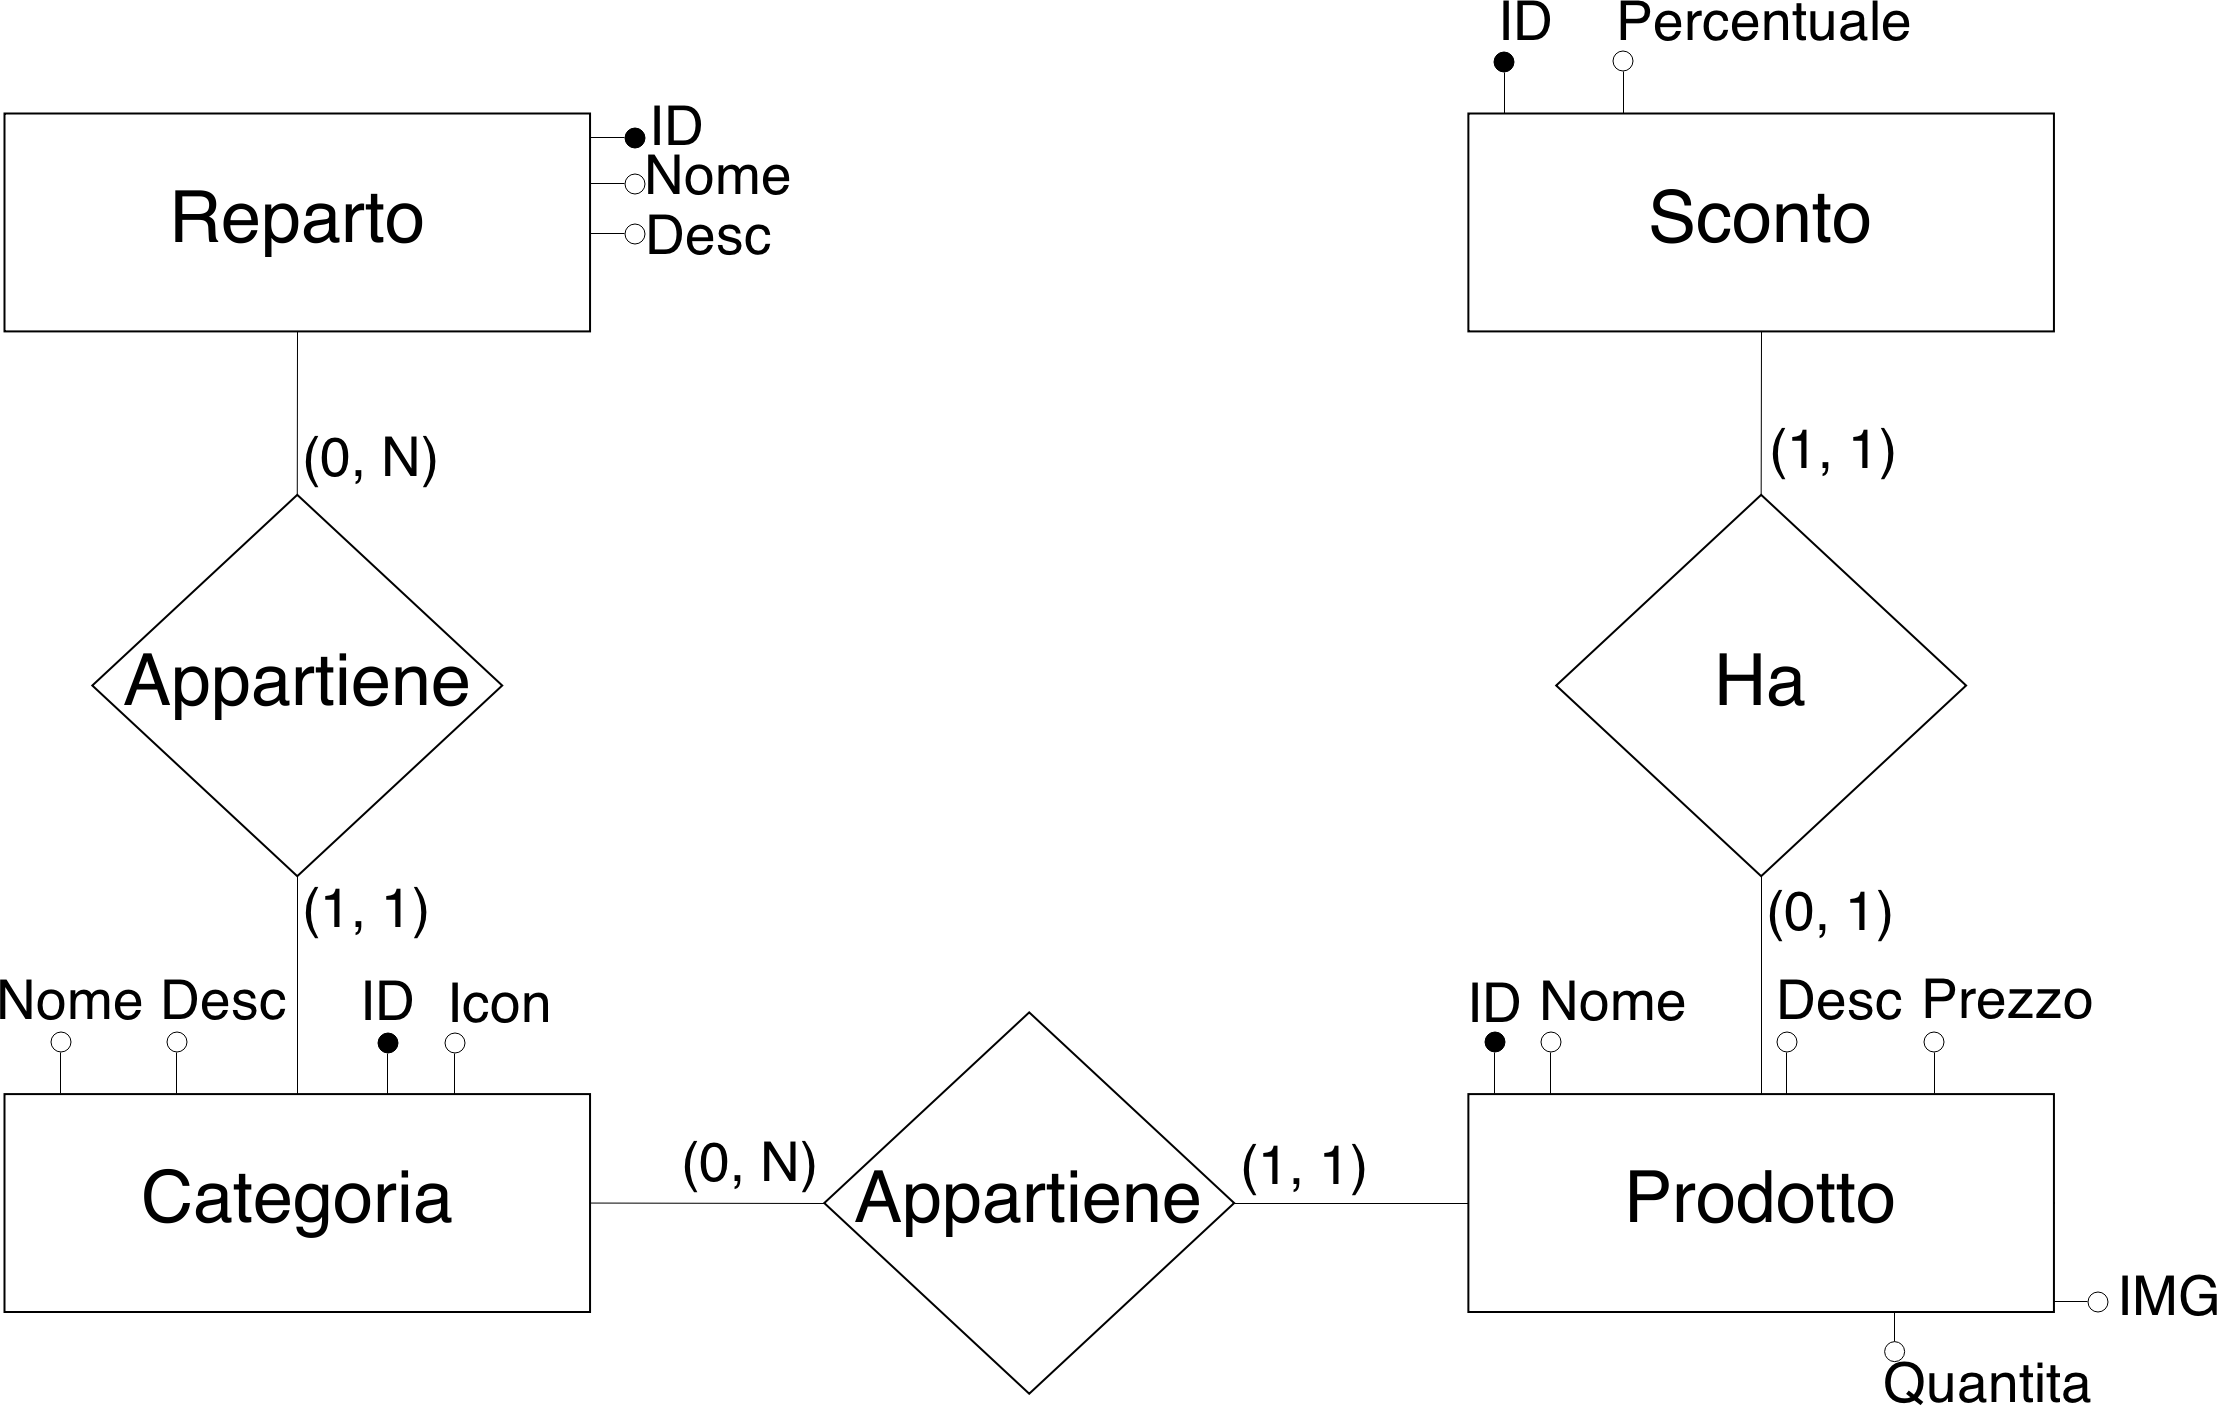 ID Percentuale
ID
Nome
Desc
Reparto
Sconto
(0, N)
(1, 1)
Appartiene
Ha
(1, 1)
(0, 1)
Nome Desc ID Icon
ID Nome Desc Prezzo
Categoria
(0, N)
Appartiene
(1, 1)
Prodotto
IMG
Quantita